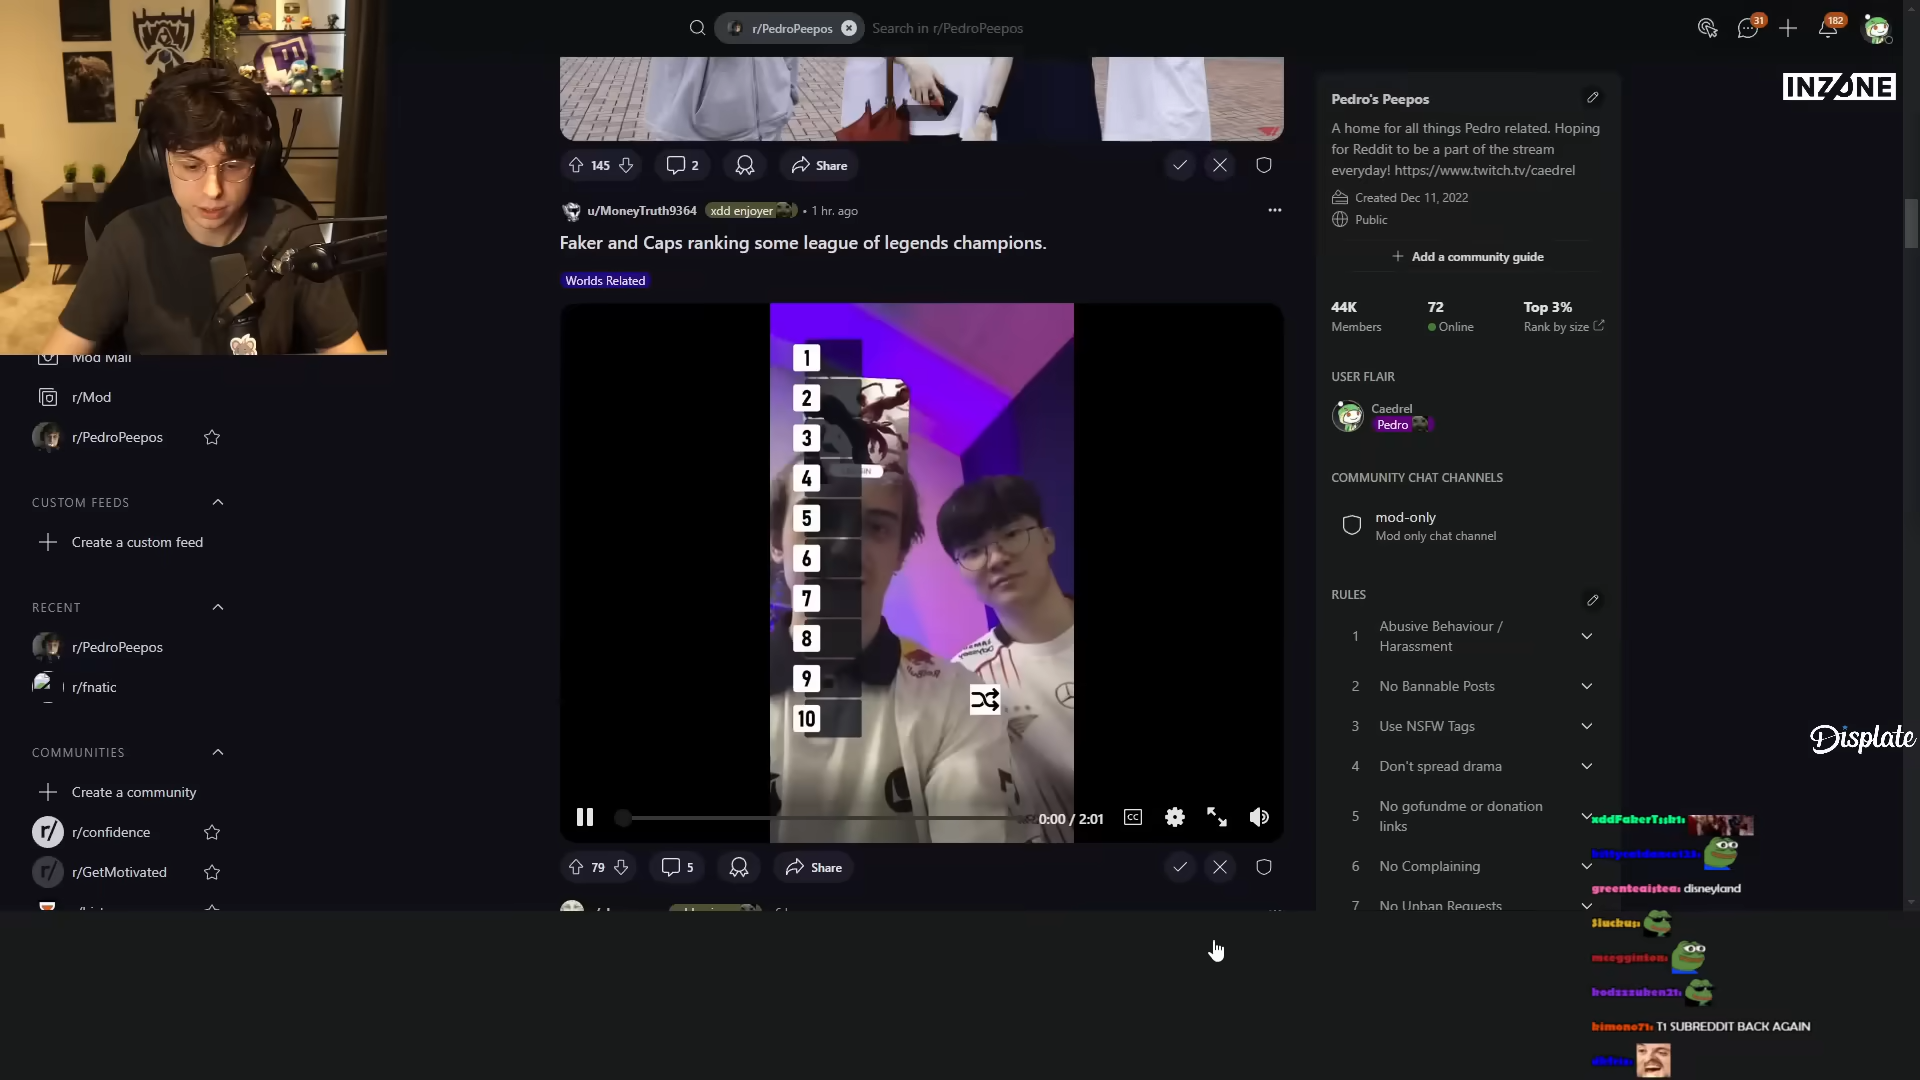 r/PedroPeepos
Search in r/PedroPeepos
31
182
INZONE
145
2
Share
u/MoneyTruth9364
xdd enjoyer
• 1 hr. ago
Faker and Caps ranking some league of legends champions.
Worlds Related
1
2
3
4
5
6
7
8
9
10
0:00 / 2:01
CC
79
5
Share
Mod Mail
r/Mod
r/PedroPeepos
CUSTOM FEEDS
Create a custom feed
RECENT
r/PedroPeepos
r/fnatic
COMMUNITIES
Create a community
r/confidence
r/GetMotivated
Pedro's Peepos
A home for all things Pedro related. Hoping
for Reddit to be a part of the stream
everyday! https://www.twitch.tv/caedrel
Created Dec 11, 2022
Public
Add a community guide
44K
72
Top 3%
Members
Online
Rank by size
USER FLAIR
Caedrel
Pedro
COMMUNITY CHAT CHANNELS
mod-only
Mod only chat channel
RULES
1 Abusive Behaviour /
Harassment
2 No Bannable Posts
3 Use NSFW Tags
4 Don't spread drama
5 No gofundme or donation
links
6 No Complaining
7 No Unban Requests
Displate
greenteaistea: disneyland
Sluckus:
mcegginton:
kimono71: T1 SUBREDDIT BACK AGAIN